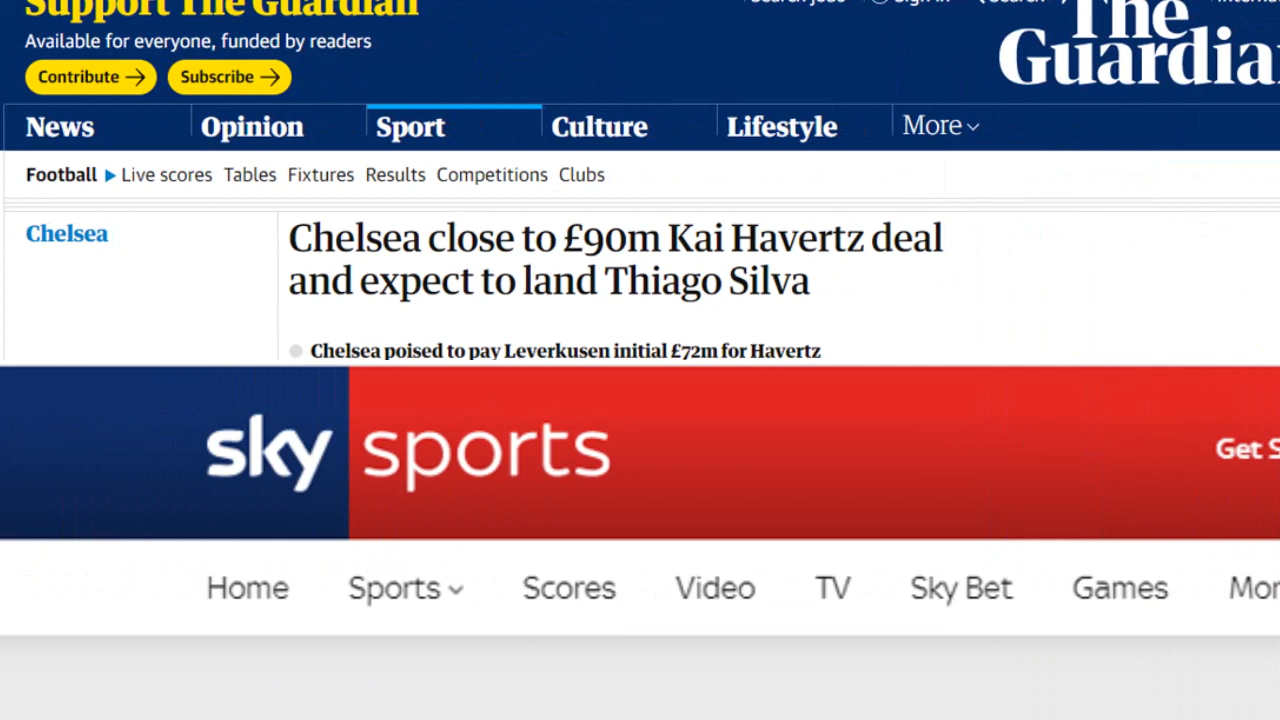 Support The Guardian
Available for everyone, funded by readers
Contribute → Subscribe →
The
Guardian
News Opinion Sport Culture Lifestyle More
Football Live scores Tables Fixtures Results Competitions Clubs
Chelsea
Chelsea close to £90m Kai Havertz deal
and expect to land Thiago Silva
Chelsea poised to pay Leverkusen initial £72m for Havertz
sky sports
Get S
Home Sports Scores Video TV Sky Bet Games Mor